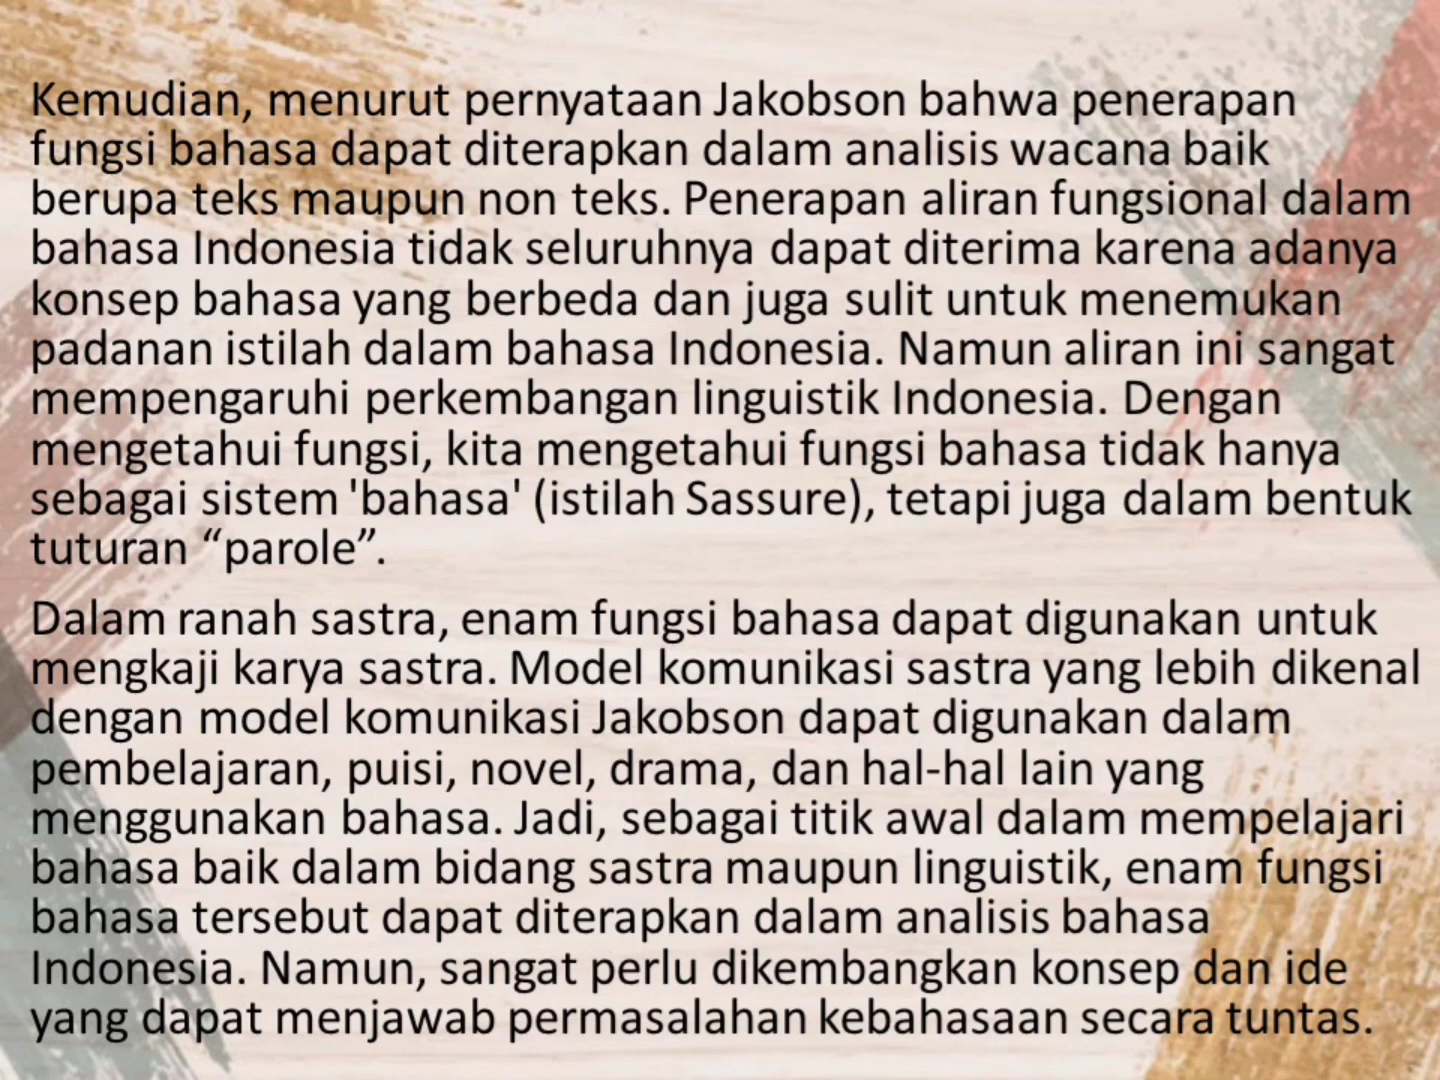 Kemudian, menurut pernyataan Jakobson bahwa penerapan
fungsi bahasa dapat diterapkan dalam analisis wacana baik
berupa teks maupun non teks. Penerapan aliran fungsional dalam
bahasa Indonesia tidak seluruhnya dapat diterima karena adanya
konsep bahasa yang berbeda dan juga sulit untuk menemukan
padanan istilah dalam bahasa Indonesia. Namun aliran ini sangat
mempengaruhi perkembangan linguistik Indonesia. Dengan
mengetahui fungsi, kita mengetahui fungsi bahasa tidak hanya
sebagai sistem 'bahasa' (istilah Sassure), tetapi juga dalam bentuk
tuturan “parole”.
Dalam ranah sastra, enam fungsi bahasa dapat digunakan untuk
mengkaji karya sastra. Model komunikasi sastra yang lebih dikenal
dengan model komunikasi Jakobson dapat digunakan dalam
pembelajaran, puisi, novel, drama, dan hal-hal lain yang
menggunakan bahasa. Jadi, sebagai titik awal dalam mempelajari
bahasa baik dalam bidang sastra maupun linguistik, enam fungsi
bahasa tersebut dapat diterapkan dalam analisis bahasa
Indonesia. Namun, sangat perlu dikembangkan konsep dan ide
yang dapat menjawab permasalahan kebahasaan secara tuntas.